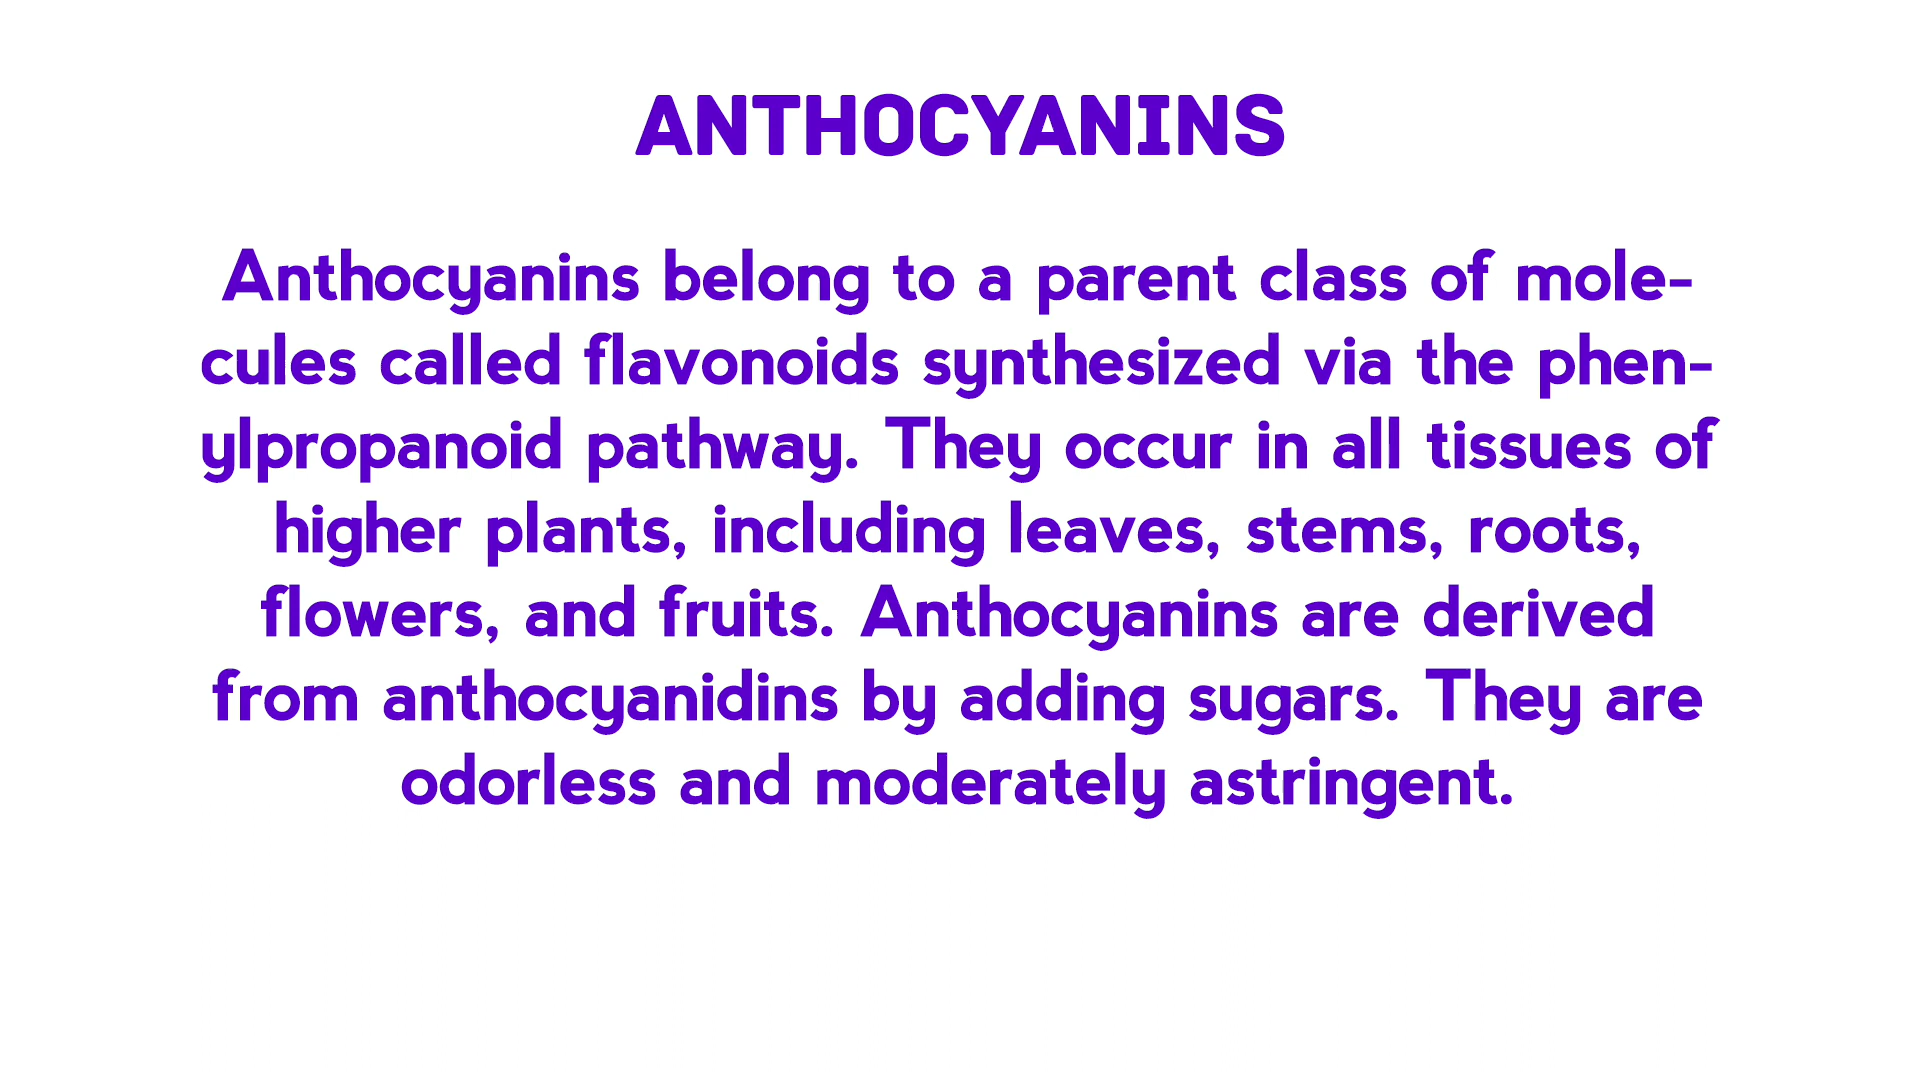 ANTHOCYANINS
Anthocyanins belong to a parent class of mole-
cules called flavonoids synthesized via the phen-
ylpropanoid pathway. They occur in all tissues of
higher plants, including leaves, stems, roots,
flowers, and fruits. Anthocyanins are derived
from anthocyanidins by adding sugars. They are
odorless and moderately astringent.